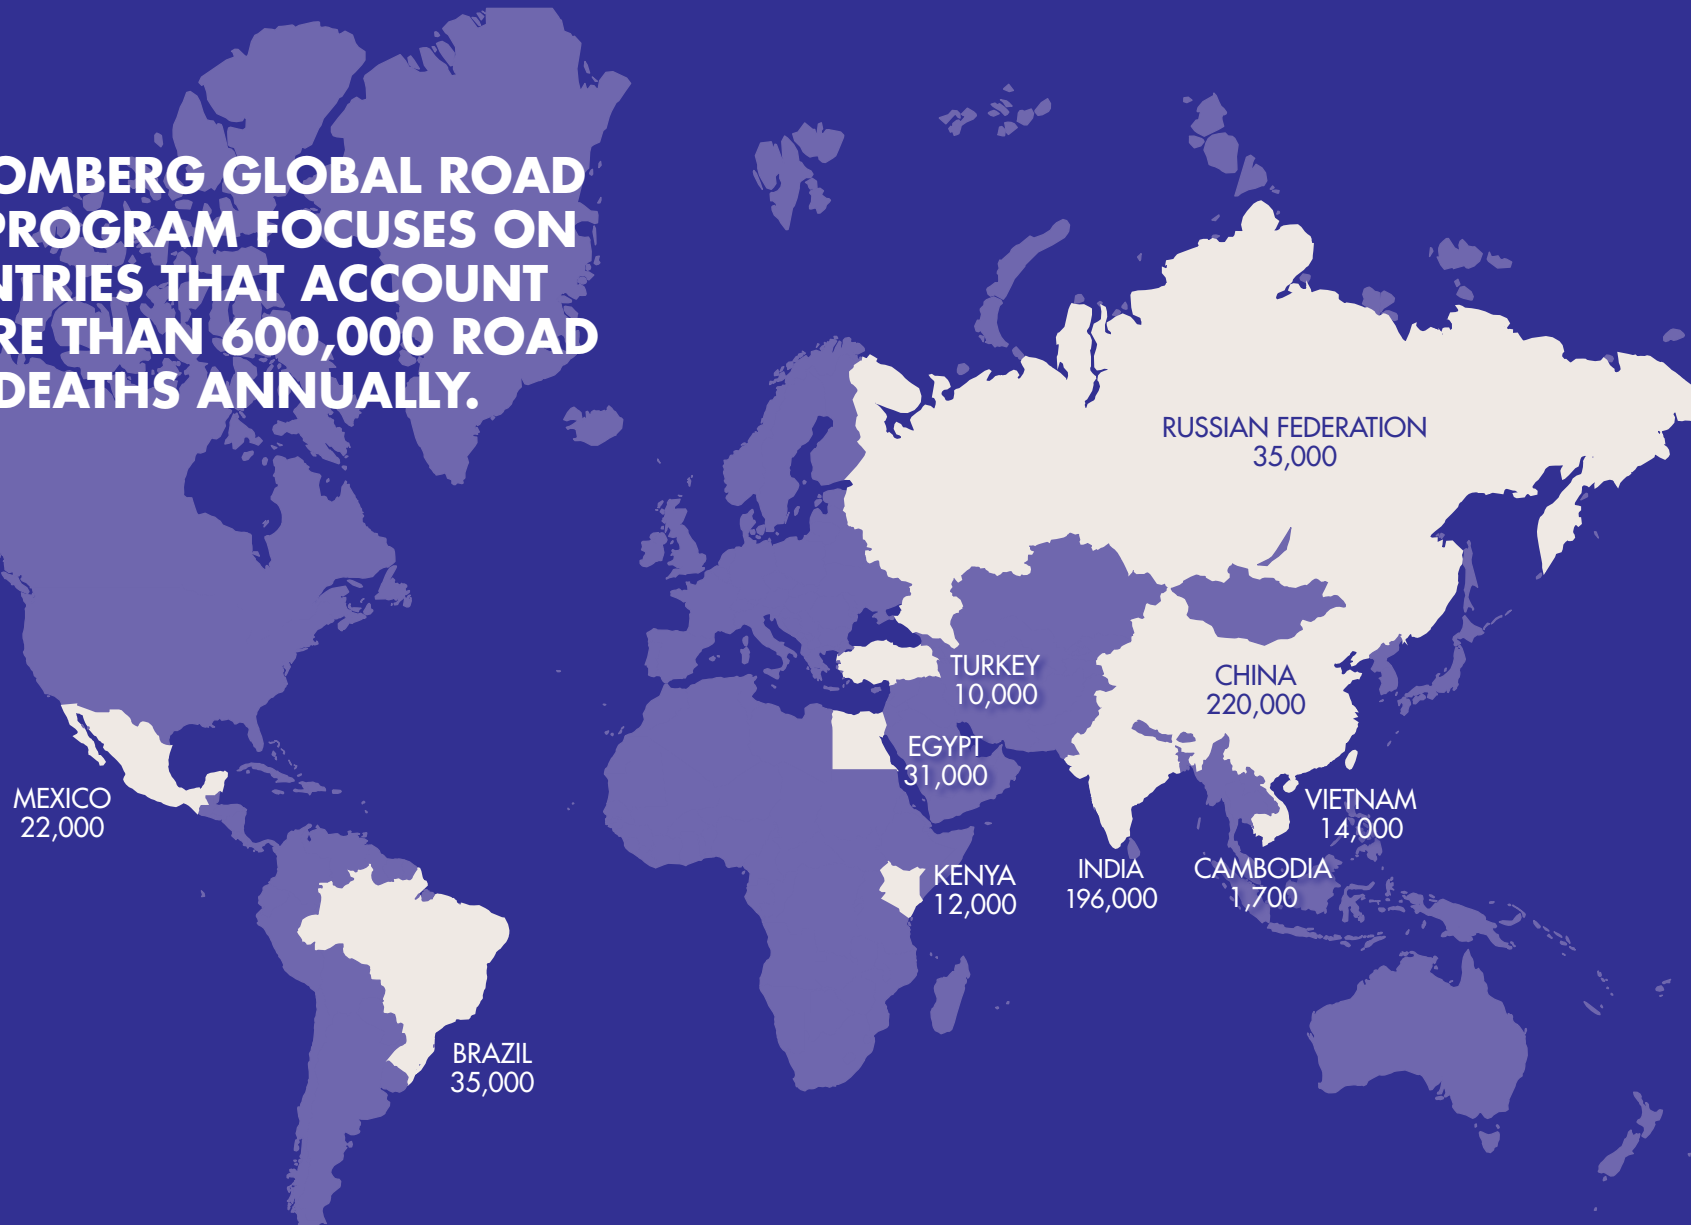 OMBERG GLOBAL ROAD
PROGRAM FOCUSES ON
NTRIES THAT ACCOUNT
RE THAN 600,000 ROAD
DEATHS ANNUALLY.
RUSSIAN FEDERATION
35,000
TURKEY
10,000
CHINA
220,000
EGYPT
31,000
MEXICO
22,000
VIETNAM
14,000
KENYA
12,000
INDIA
196,000
CAMBODIA
1,700
BRAZIL
35,000